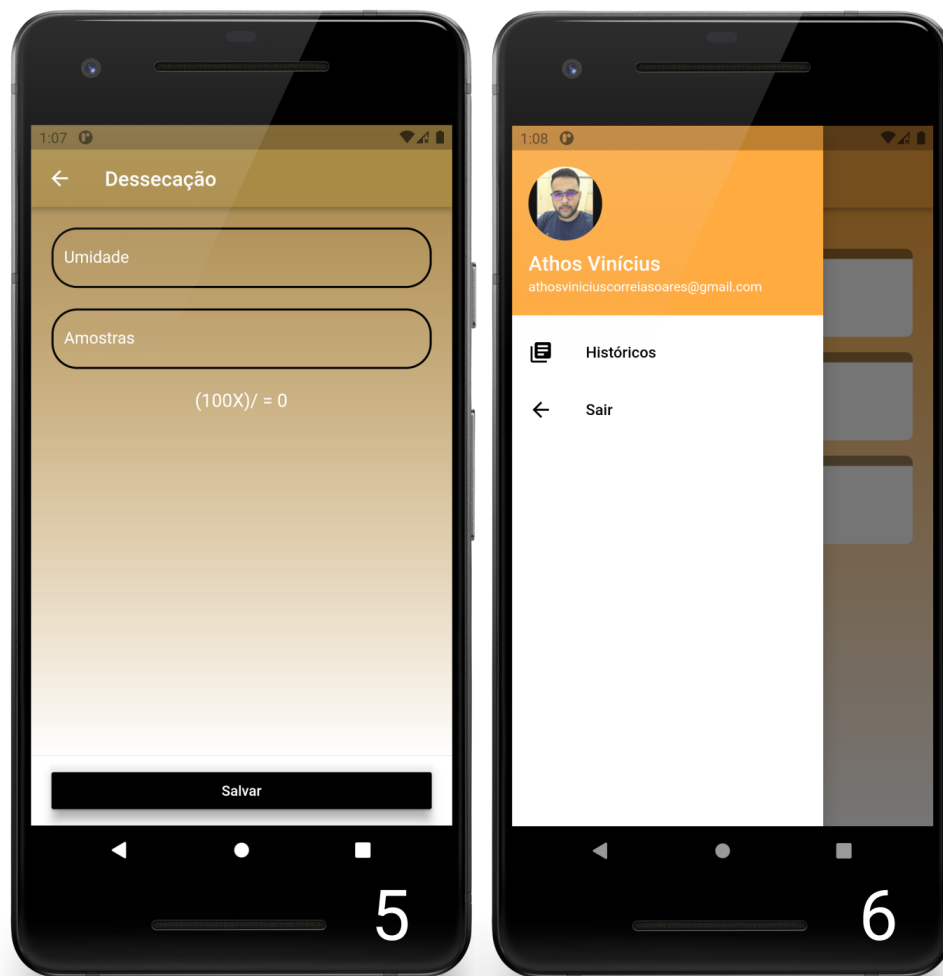 1:07
Dessecação
Umidade
Amostras
(100X)/ = 0
Salvar
5
1:08
Athos Vinícius
athosviniciuscorreiasoares@gmail.com
Históricos
Sair
6